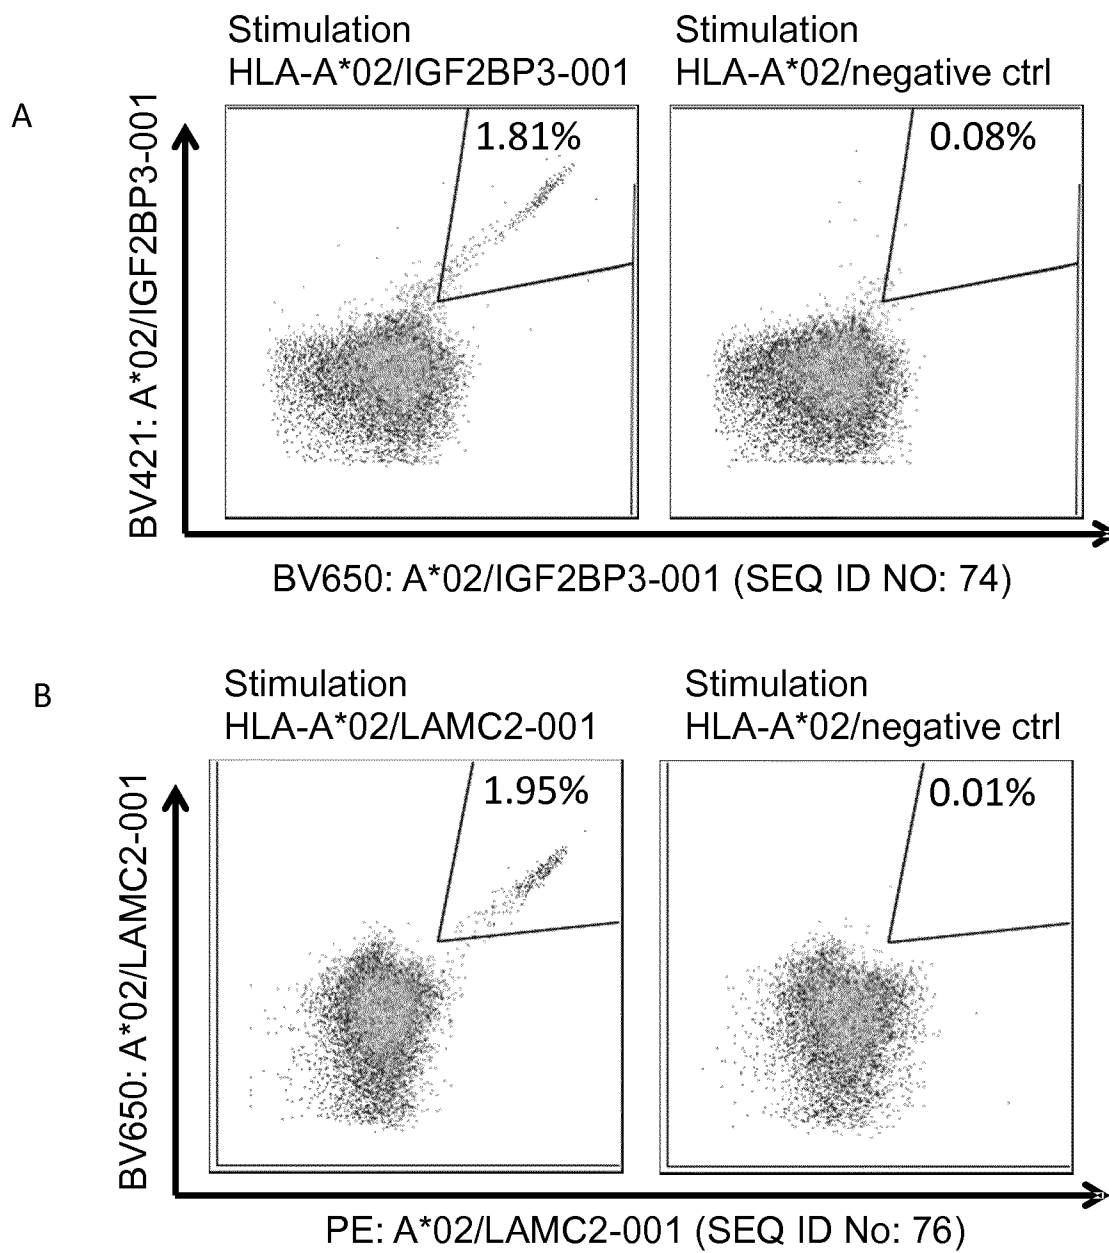 Stimulation
HLA-A*02/IGF2BP3-001
Stimulation
HLA-A*02/negative ctrl
A
BV421: A*02/IGF2BP3-001
1.81%
0.08%
BV650: A*02/IGF2BP3-001 (SEQ ID NO: 74)
B
Stimulation
HLA-A*02/LAMC2-001
Stimulation
HLA-A*02/negative ctrl
BV650: A*02/LAMC2-001
1.95%
0.01%
PE: A*02/LAMC2-001 (SEQ ID No: 76)